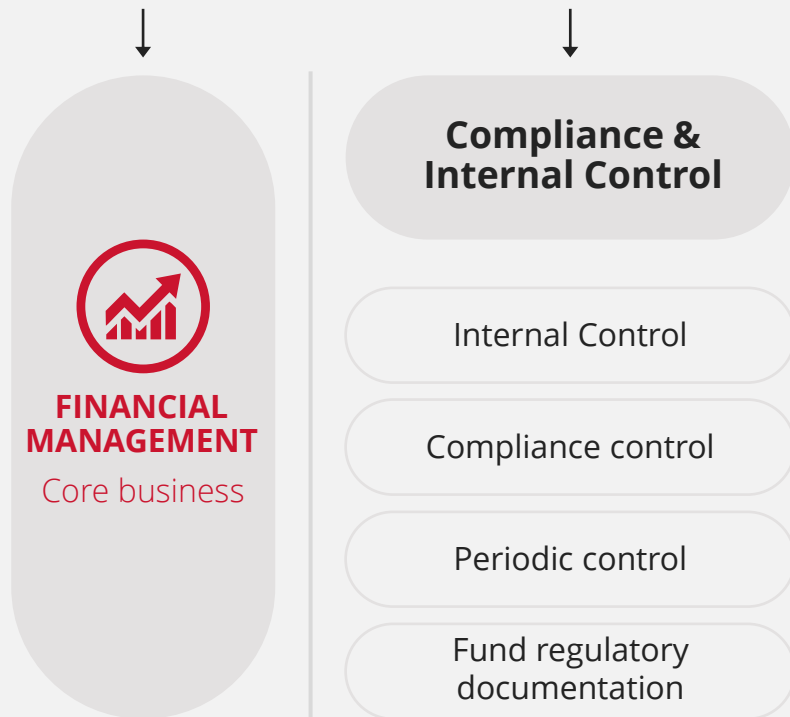 FINANCIAL
MANAGEMENT
Core business
Compliance &
Internal Control
Internal Control
Compliance control
Periodic control
Fund regulatory
documentation